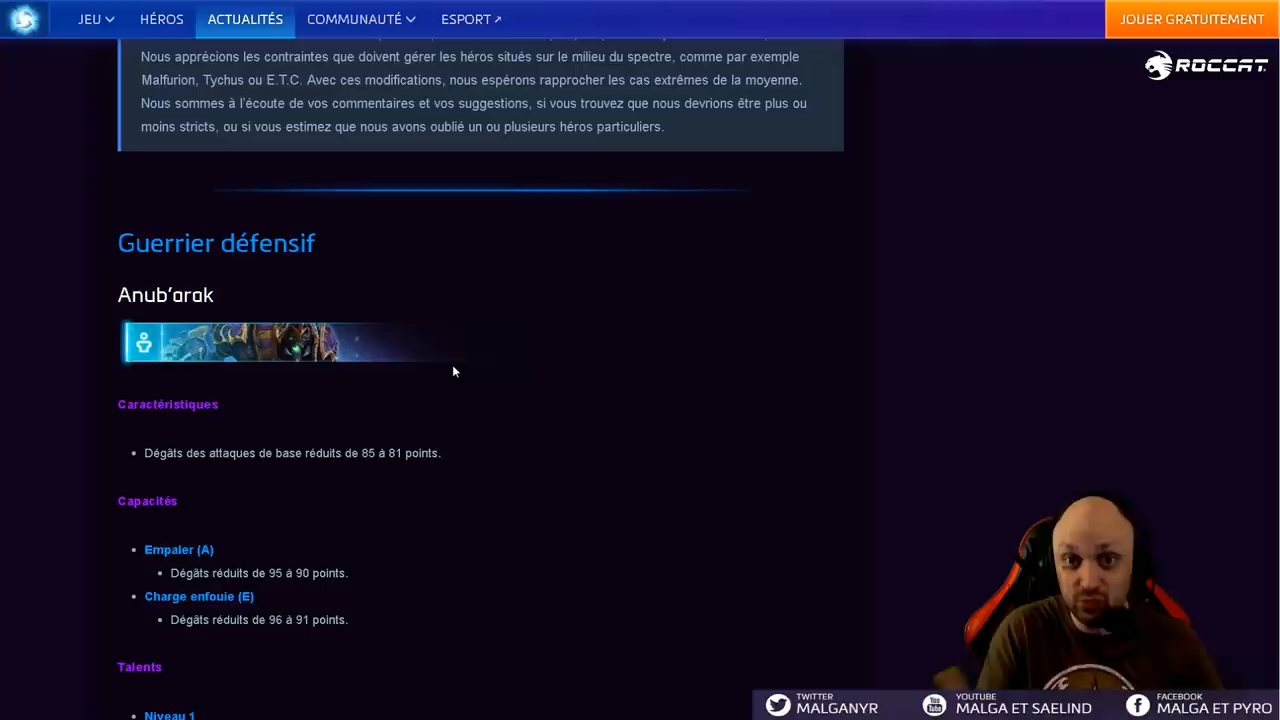 JEU HÉROS ACTUALITÉS COMMUNAUTÉ ESPORT JOUER GRATUITEMENT
Nous apprécions les contraintes que doivent gérer les héros situés sur le milieu du spectre, comme par exemple
Malfurion, Tychus ou E.T.C. Avec ces modifications, nous espérons rapprocher les cas extrêmes de la moyenne.
Nous sommes à l'écoute de vos commentaires et vos suggestions, si vous trouvez que nous devrions être plus ou
moins stricts, ou si vous estimez que nous avons oublié un ou plusieurs héros particuliers.
ROCCAT
Guerrier défensif
Anub'arak
Caractéristiques
Dégâts des attaques de base réduits de 85 à 81 points.
Capacités
Empaler (A)
Dégâts réduits de 95 à 90 points.
Charge enfouie (E)
Dégâts réduits de 96 à 91 points.
Talents
Niveau 1
TWITTER
MALGANYR
YOUTUBE
MALGA ET SAELIND
FACEBOOK
MALGA ET PYRO